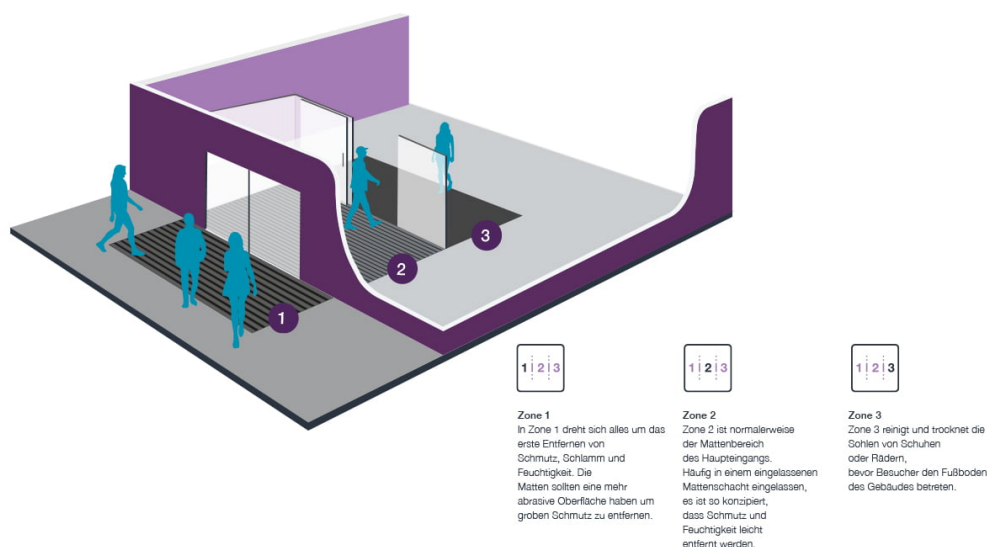 1
2
3
1 2 3
Zone 1
In Zone 1 dreht sich alles um das
erste Entfernen von
Schmutz, Schlamm und
Feuchtigkeit. Die
Matten sollten eine mehr
abrasive Oberfläche haben um
groben Schmutz zu entfernen.
1 2 3
Zone 2
Zone 2 ist normalerweise
der Mattenbereich
des Haupteingangs.
Häufig in einem eingelassenen
Mattenschacht eingelassen,
es ist so konzipiert,
dass Schmutz und
Feuchtigkeit leicht
entfernt werden.
1 2 3
Zone 3
Zone 3 reinigt und trocknet die
Sohlen von Schuhen
oder Rädern,
bevor Besucher den Fußboden
des Gebäudes betreten.